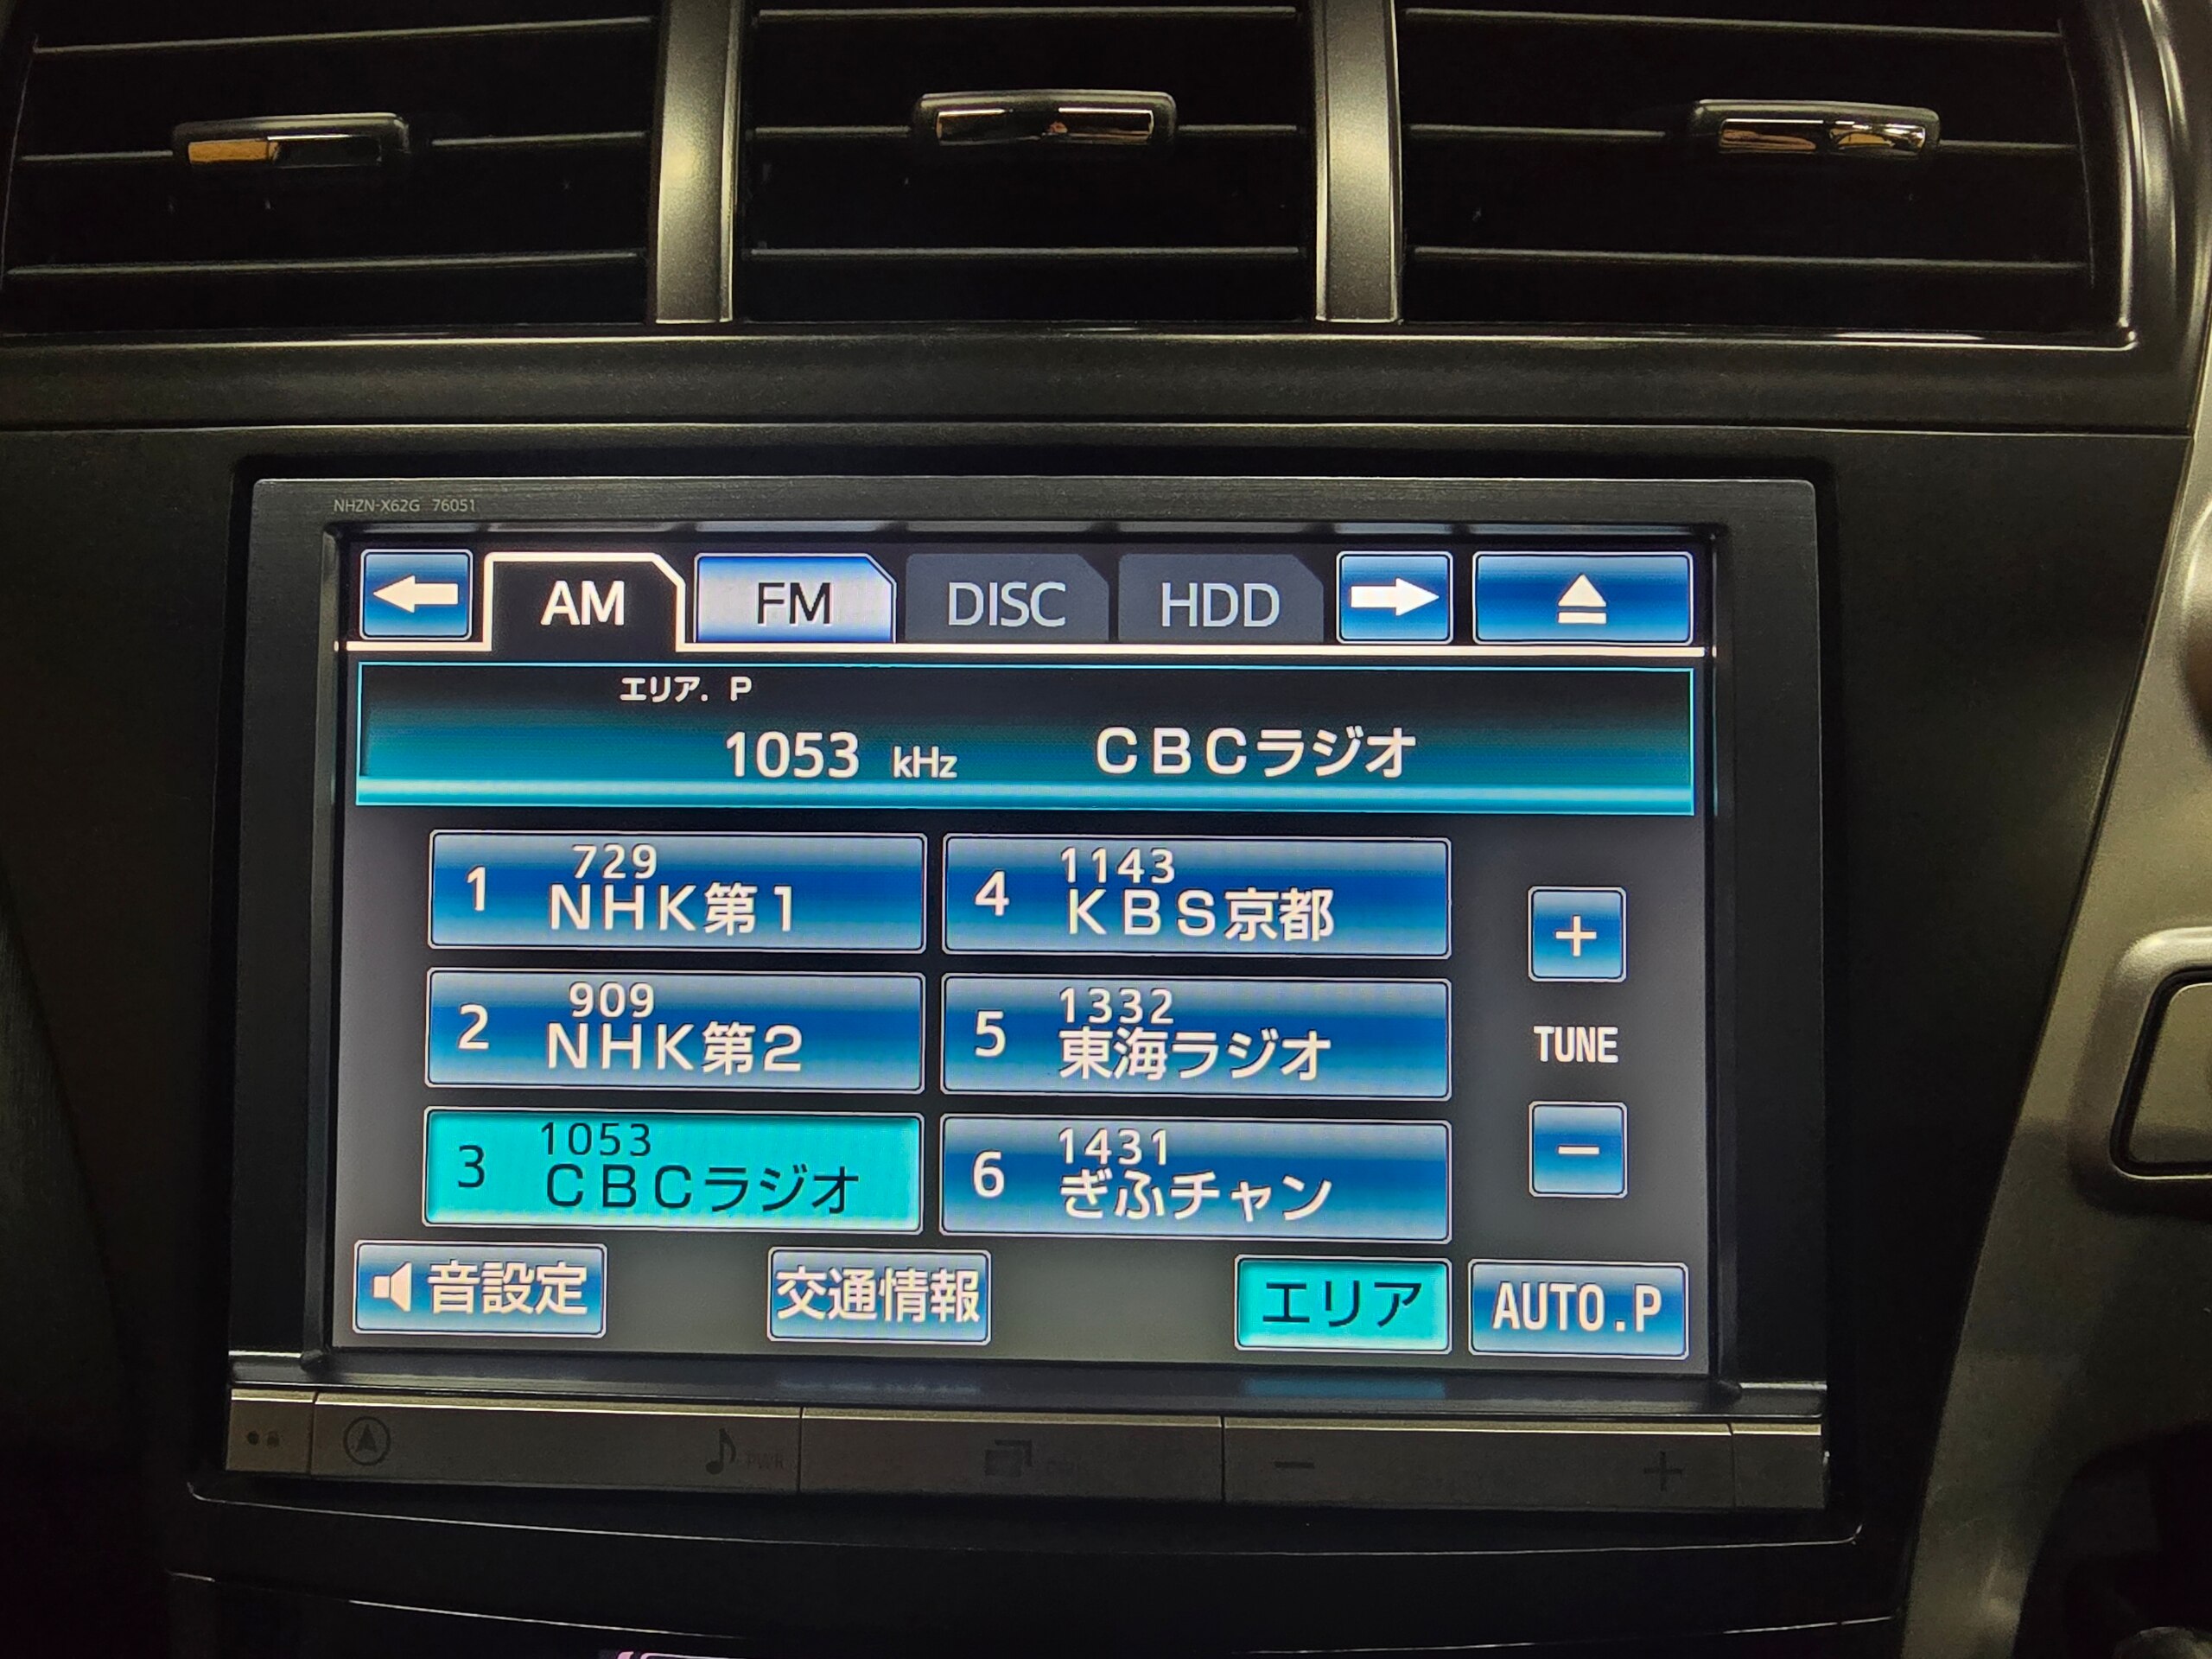 NHZN-X62G 76051
AM FM DISC HDD
エリア. P
1053 kHz CBCラジオ
1 729 NHK第1
2 909 NHK第2
3 1053 CBCラジオ
4 1143 KBS京都
5 1332 東海ラジオ
6 1431 ぎふチャン
+
TUNE
−
音設定 交通情報 エリア AUTO.P
PWR